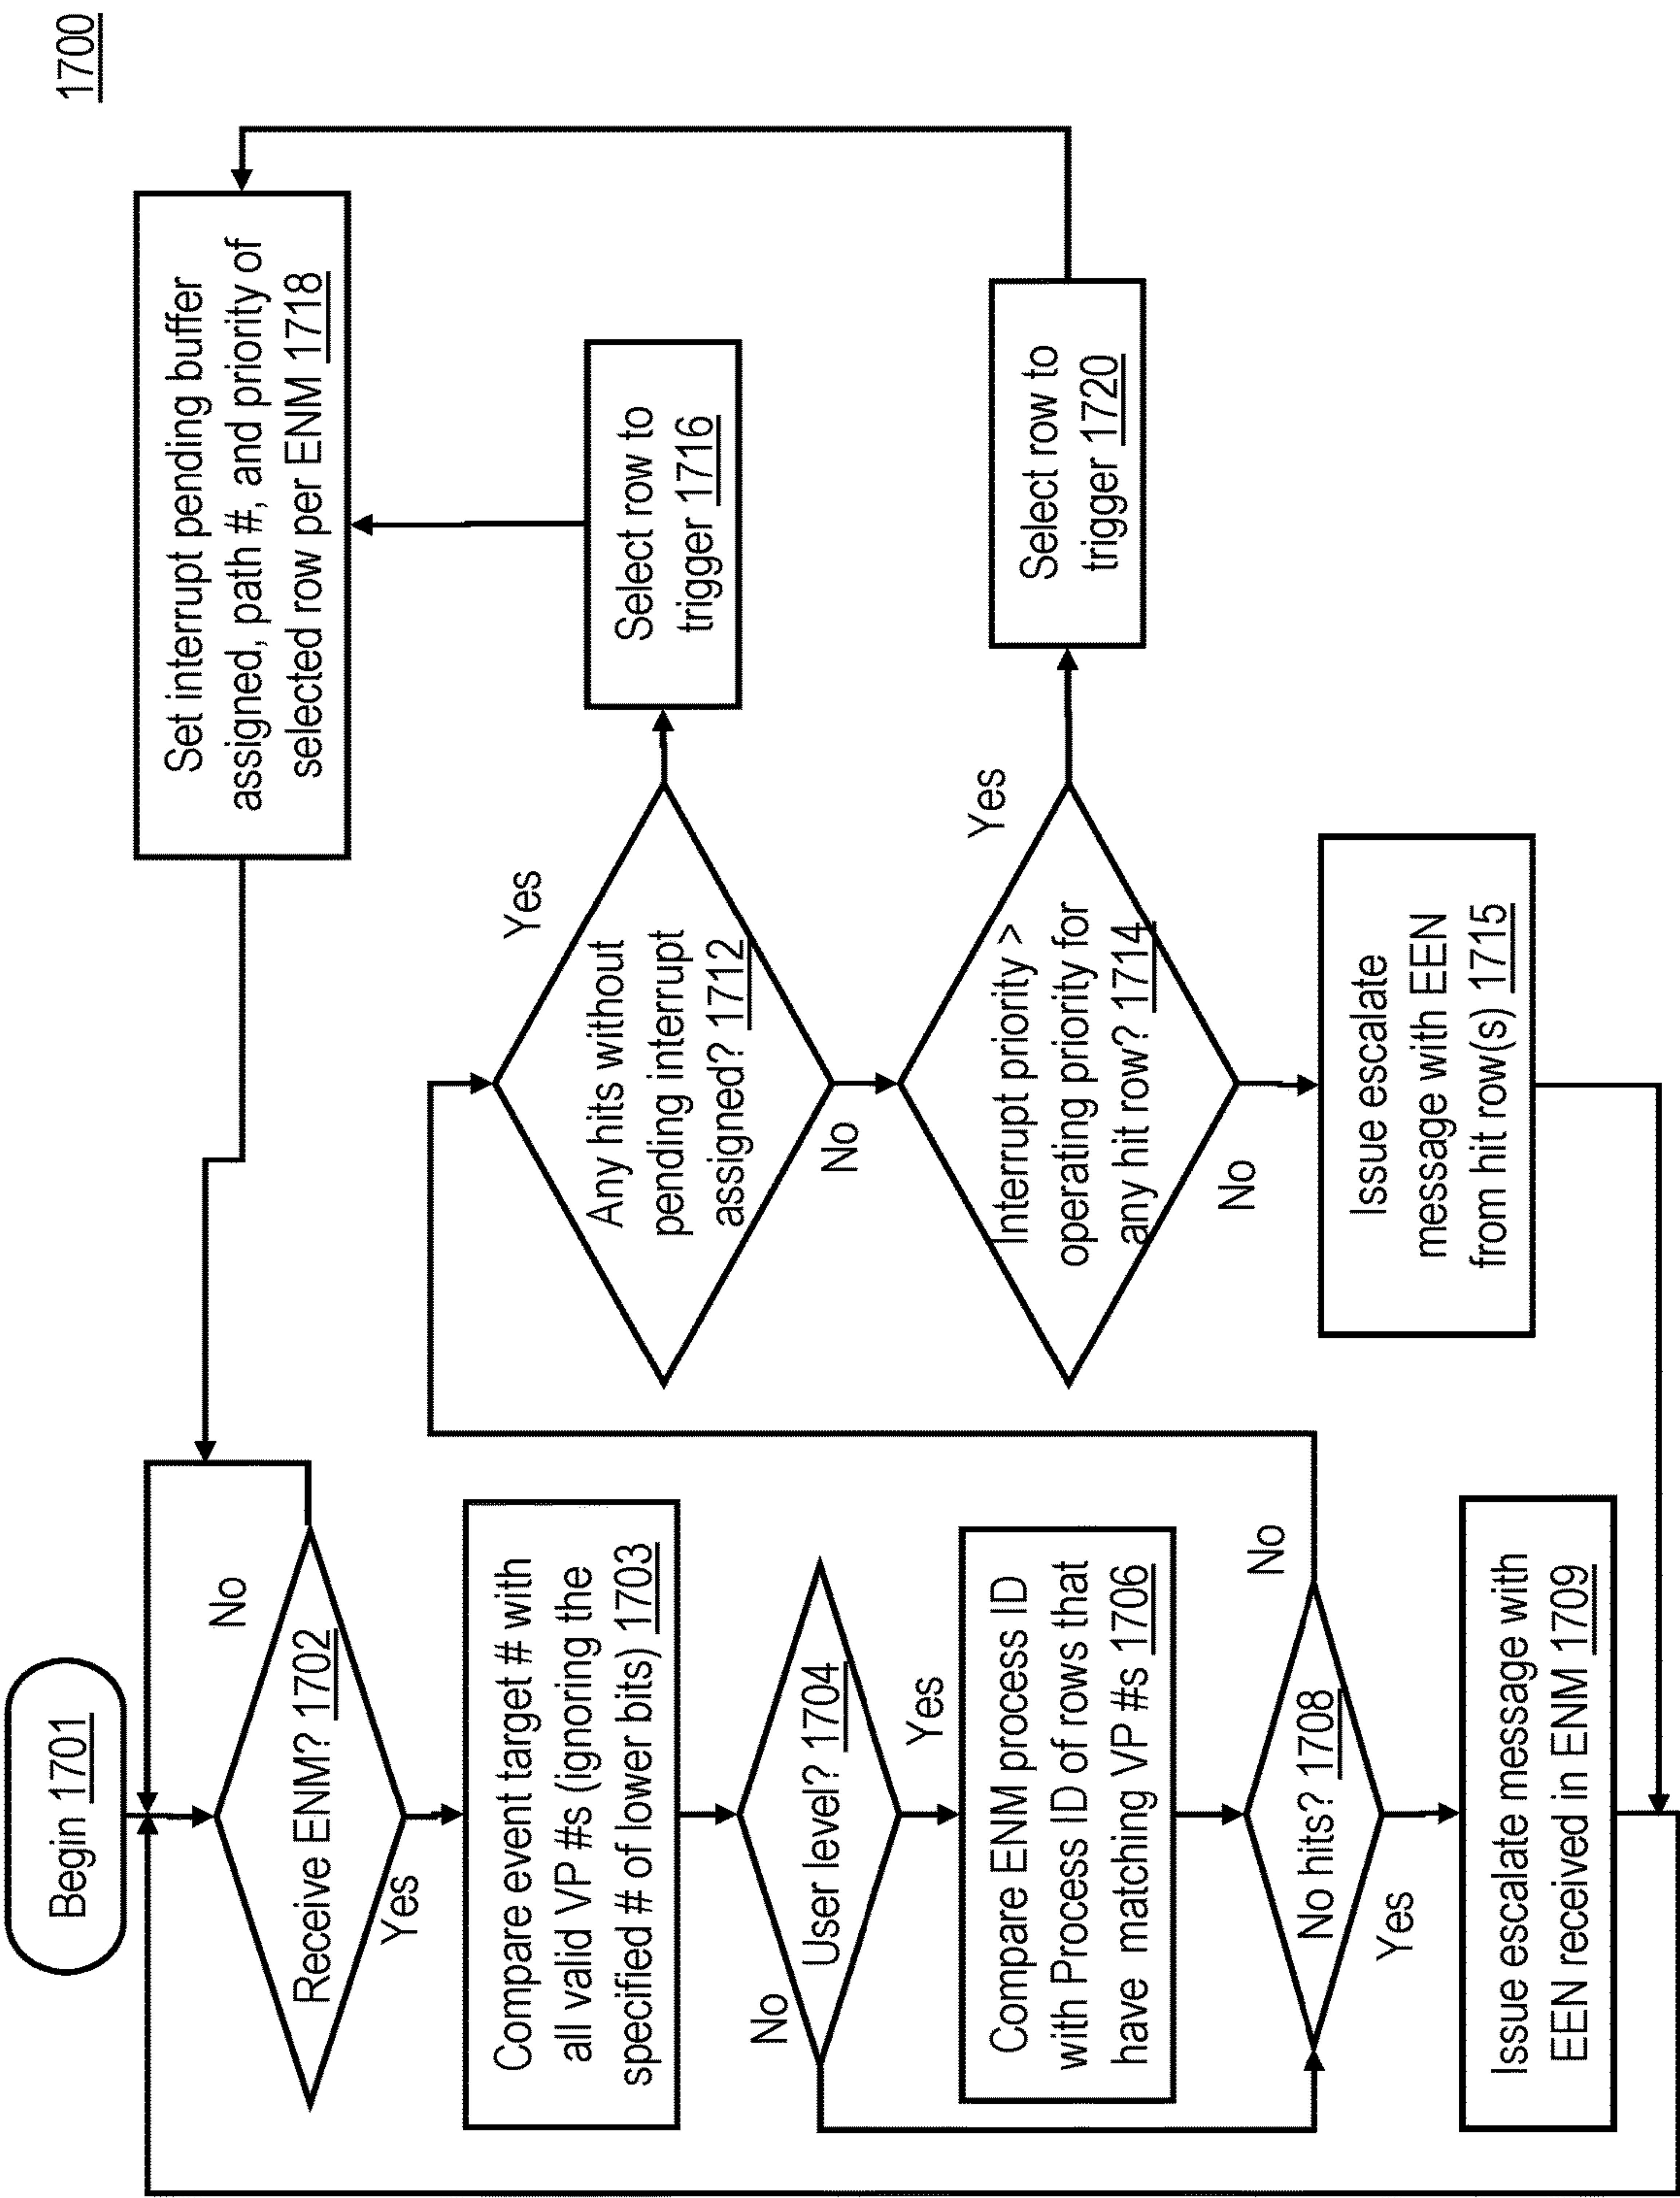 1700
Begin 1701
Receive ENM? 1702
No
Yes
Compare event target # with
all valid VP #s (ignoring the
specified # of lower bits) 1703
User level? 1704
No
Yes
Compare ENM process ID
with Process ID of rows that
have matching VP #s 1706
No hits? 1708
No
Yes
Issue escalate message with
EEN received in ENM 1709
Any hits without
pending interrupt
assigned? 1712
Yes
No
Interrupt priority >
operating priority for
any hit row? 1714
Yes
No
Issue escalate
message with EEN
from hit row(s) 1715
Select row to
trigger 1716
Set interrupt pending buffer
assigned, path #, and priority of
selected row per ENM 1718
Select row to
trigger 1720